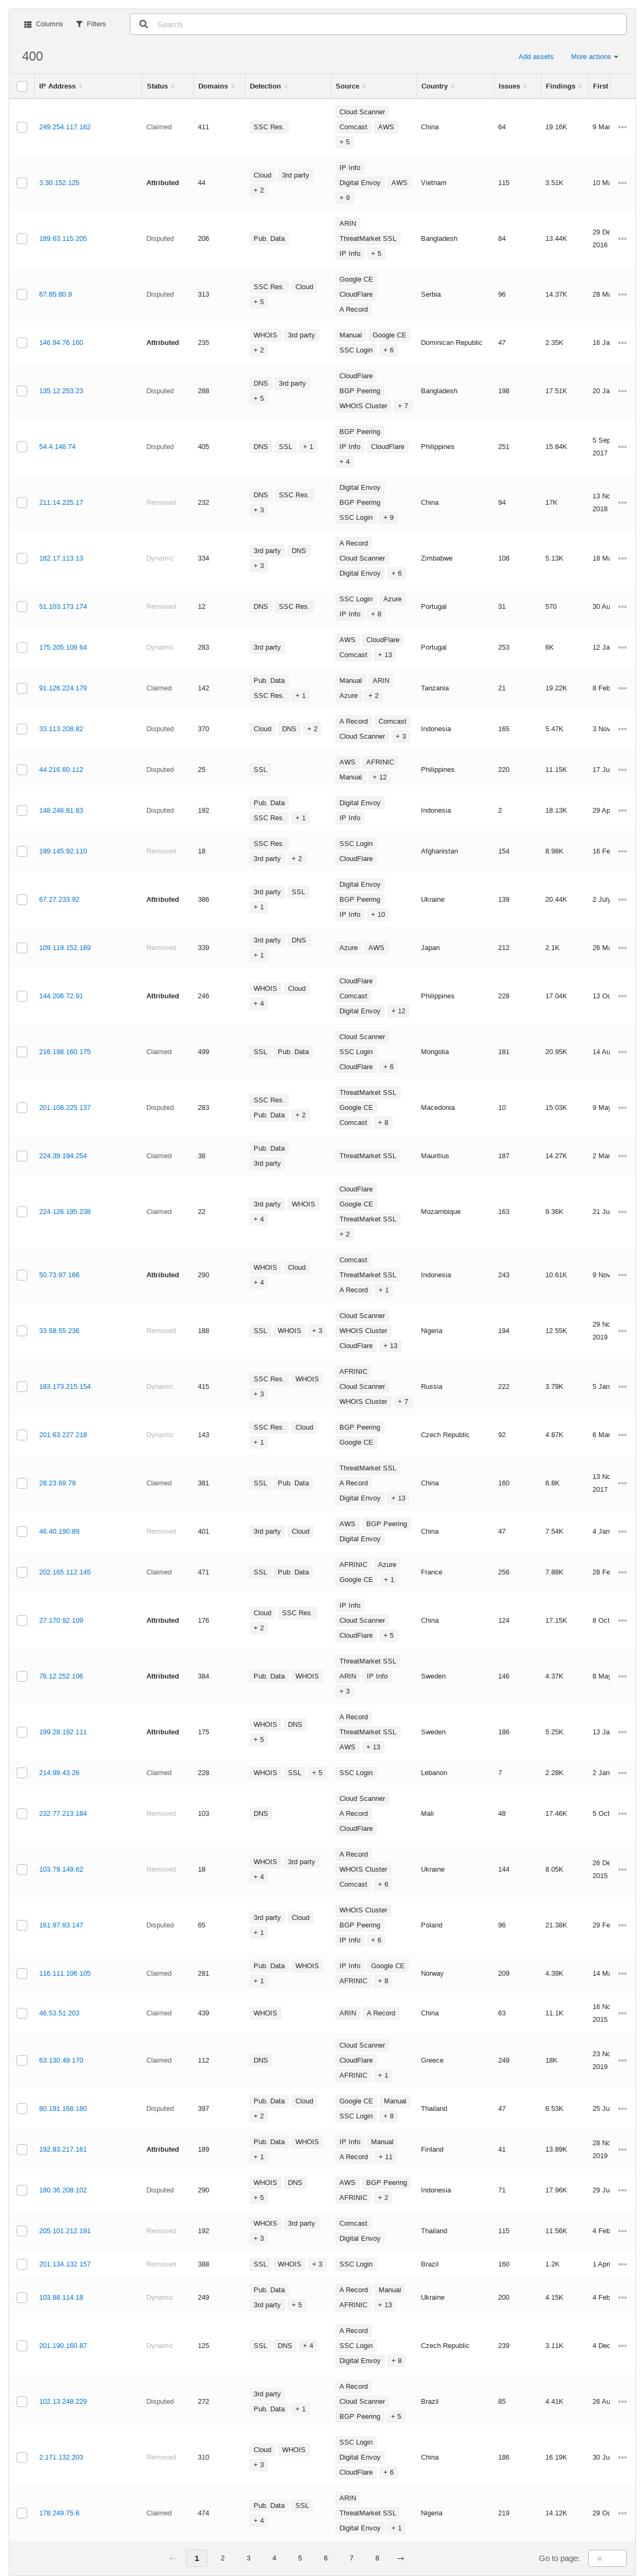 Columns Filters Search
400 Add assets More actions
IP Address Status Domains Detection Source Country Issues Findings First
249.254.117.162 Claimed 411 SSC Res. Cloud Scanner Comcast AWS + 5 China 64 19.16K 9 Mar
3.30.152.125 Attributed 44 Cloud 3rd party + 2 IP Info Digital Envoy AWS + 9 Vietnam 115 3.51K 10 Ma
189.63.115.205 Disputed 206 Pub. Data ARIN ThreatMarket SSL IP Info + 5 Bangladesh 84 13.44K 29 De 2016
67.85.80.9 Disputed 313 SSC Res. Cloud + 5 Google CE CloudFlare A Record Serbia 96 14.37K 28 Ma
146.94.76.160 Attributed 235 WHOIS 3rd party + 2 Manual Google CE SSC Login + 6 Dominican Republic 47 2.35K 16 Ja
135.12.253.23 Disputed 288 DNS 3rd party + 5 CloudFlare BGP Peering WHOIS Cluster + 7 Bangladesh 198 17.51K 20 Ja
54.4.146.74 Disputed 405 DNS SSL + 1 BGP Peering IP Info CloudFlare + 4 Philippines 251 15.84K 5 Sep 2017
211.14.225.17 Removed 232 DNS SSC Res. + 3 Digital Envoy BGP Peering SSC Login + 9 China 94 17K 13 No 2018
182.17.113.13 Dynamic 334 3rd party DNS + 3 A Record Cloud Scanner Digital Envoy + 6 Zimbabwe 108 5.13K 18 Ma
51.103.173.174 Removed 12 DNS SSC Res. SSC Login Azure IP Info + 8 Portugal 31 570 30 Au
175.205.109.64 Dynamic 283 3rd party AWS CloudFlare Comcast + 13 Portugal 253 6K 12 Ja
91.126.224.179 Claimed 142 Pub. Data SSC Res. + 1 Manual ARIN Azure + 2 Tanzania 21 19.22K 8 Feb
33.113.208.82 Disputed 370 Cloud DNS + 2 A Record Comcast Cloud Scanner + 3 Indonesia 165 5.47K 3 Nov
44.216.60.112 Disputed 25 SSL AWS AFRINIC Manual + 12 Philippines 220 11.15K 17 Ju
148.246.81.83 Disputed 192 Pub. Data SSC Res. + 1 Digital Envoy IP Info Indonesia 2 18.13K 29 Ap
199.145.92.110 Removed 18 SSC Res. 3rd party + 2 SSC Login CloudFlare Afghanistan 154 8.98K 16 Fe
67.27.233.92 Attributed 386 3rd party SSL + 1 Digital Envoy BGP Peering IP Info + 10 Ukraine 139 20.44K 2 July
109.119.152.169 Removed 339 3rd party DNS + 1 Azure AWS Japan 212 2.1K 26 Ma
144.206.72.91 Attributed 246 WHOIS Cloud + 4 CloudFlare Comcast Digital Envoy + 12 Philippines 228 17.04K 13 Oc
216.198.160.175 Claimed 499 SSL Pub. Data Cloud Scanner SSC Login CloudFlare + 6 Mongolia 181 20.95K 14 Au
201.108.225.137 Disputed 283 SSC Res. Pub. Data + 2 ThreatMarket SSL Google CE Comcast + 8 Macedonia 10 15.03K 9 May
224.39.194.254 Claimed 38 Pub. Data 3rd party ThreatMarket SSL Mauritius 187 14.27K 2 Mar
224.126.195.238 Claimed 22 3rd party WHOIS + 4 CloudFlare Google CE ThreatMarket SSL + 2 Mozambique 163 9.36K 21 Ju
50.73.97.166 Attributed 290 WHOIS Cloud + 4 Comcast ThreatMarket SSL A Record + 1 Indonesia 243 10.61K 9 Nov
33.58.55.236 Removed 188 SSL WHOIS + 3 Cloud Scanner WHOIS Cluster CloudFlare + 13 Nigeria 194 12.55K 29 No 2019
183.173.215.154 Dynamic 415 SSC Res. WHOIS + 3 AFRINIC Cloud Scanner WHOIS Cluster + 7 Russia 222 3.79K 5 Jan
201.63.227.218 Dynamic 143 SSC Res. Cloud + 1 BGP Peering Google CE Czech Republic 92 4.87K 6 Mar
28.23.69.79 Claimed 381 SSL Pub. Data ThreatMarket SSL A Record Digital Envoy + 13 China 160 6.8K 13 No 2017
46.40.190.89 Removed 401 3rd party Cloud AWS BGP Peering Digital Envoy China 47 7.54K 4 Jan
202.165.112.145 Claimed 471 SSL Pub. Data AFRINIC Azure Google CE + 1 France 256 7.88K 28 Fe
27.170.92.109 Attributed 176 Cloud SSC Res. + 2 IP Info Cloud Scanner CloudFlare + 5 China 124 17.15K 8 Oct
76.12.252.106 Attributed 384 Pub. Data WHOIS ThreatMarket SSL ARIN IP Info + 3 Sweden 146 4.37K 8 May
199.28.192.111 Attributed 175 WHOIS DNS + 5 A Record ThreatMarket SSL AWS + 13 Sweden 186 5.25K 13 Ja
214.99.43.26 Claimed 228 WHOIS SSL + 5 SSC Login Lebanon 7 2.28K 2 Jan
232.77.213.184 Removed 103 DNS Cloud Scanner A Record CloudFlare Mali 48 17.46K 5 Oct
103.79.149.62 Removed 18 WHOIS 3rd party + 4 A Record WHOIS Cluster Comcast + 6 Ukraine 144 8.05K 26 De 2015
161.97.83.147 Disputed 65 3rd party Cloud + 1 WHOIS Cluster BGP Peering IP Info + 6 Poland 96 21.38K 29 Fe
116.111.106.105 Claimed 281 Pub. Data WHOIS + 1 IP Info Google CE AFRINIC + 8 Norway 209 4.39K 14 Ma
46.53.51.203 Claimed 439 WHOIS ARIN A Record China 63 11.1K 16 No 2015
63.130.49.170 Claimed 112 DNS Cloud Scanner CloudFlare AFRINIC + 1 Greece 249 18K 23 No 2019
80.191.168.180 Disputed 397 Pub. Data Cloud + 2 Google CE Manual SSC Login + 8 Thailand 47 6.53K 25 Ju
192.83.217.161 Attributed 189 Pub. Data WHOIS + 1 IP Info Manual A Record + 11 Finland 41 13.89K 28 No 2019
180.36.208.102 Disputed 290 WHOIS DNS + 5 AWS BGP Peering AFRINIC + 2 Indonesia 71 17.96K 29 Ju
205.101.212.191 Removed 192 WHOIS 3rd party + 3 Comcast Digital Envoy Thailand 115 11.56K 4 Feb
201.134.132.157 Removed 388 SSL WHOIS + 3 SSC Login Brazil 160 1.2K 1 Apri
103.88.114.18 Dynamic 249 Pub. Data 3rd party + 5 A Record Manual AFRINIC + 13 Ukraine 200 4.15K 4 Feb
201.190.160.87 Dynamic 125 SSL DNS + 4 A Record SSC Login Digital Envoy + 8 Czech Republic 239 3.11K 4 Dec
102.13.248.229 Disputed 272 3rd party Pub. Data + 1 A Record Cloud Scanner BGP Peering + 5 Brazil 85 4.41K 26 Au
2.171.132.203 Removed 310 Cloud WHOIS + 3 SSC Login Digital Envoy CloudFlare + 6 China 186 16.19K 30 Ju
178.249.75.6 Claimed 474 Pub. Data SSL + 4 ARIN ThreatMarket SSL Digital Envoy + 1 Nigeria 219 14.12K 29 Oc
← 1 2 3 4 5 6 7 8 → Go to page: #